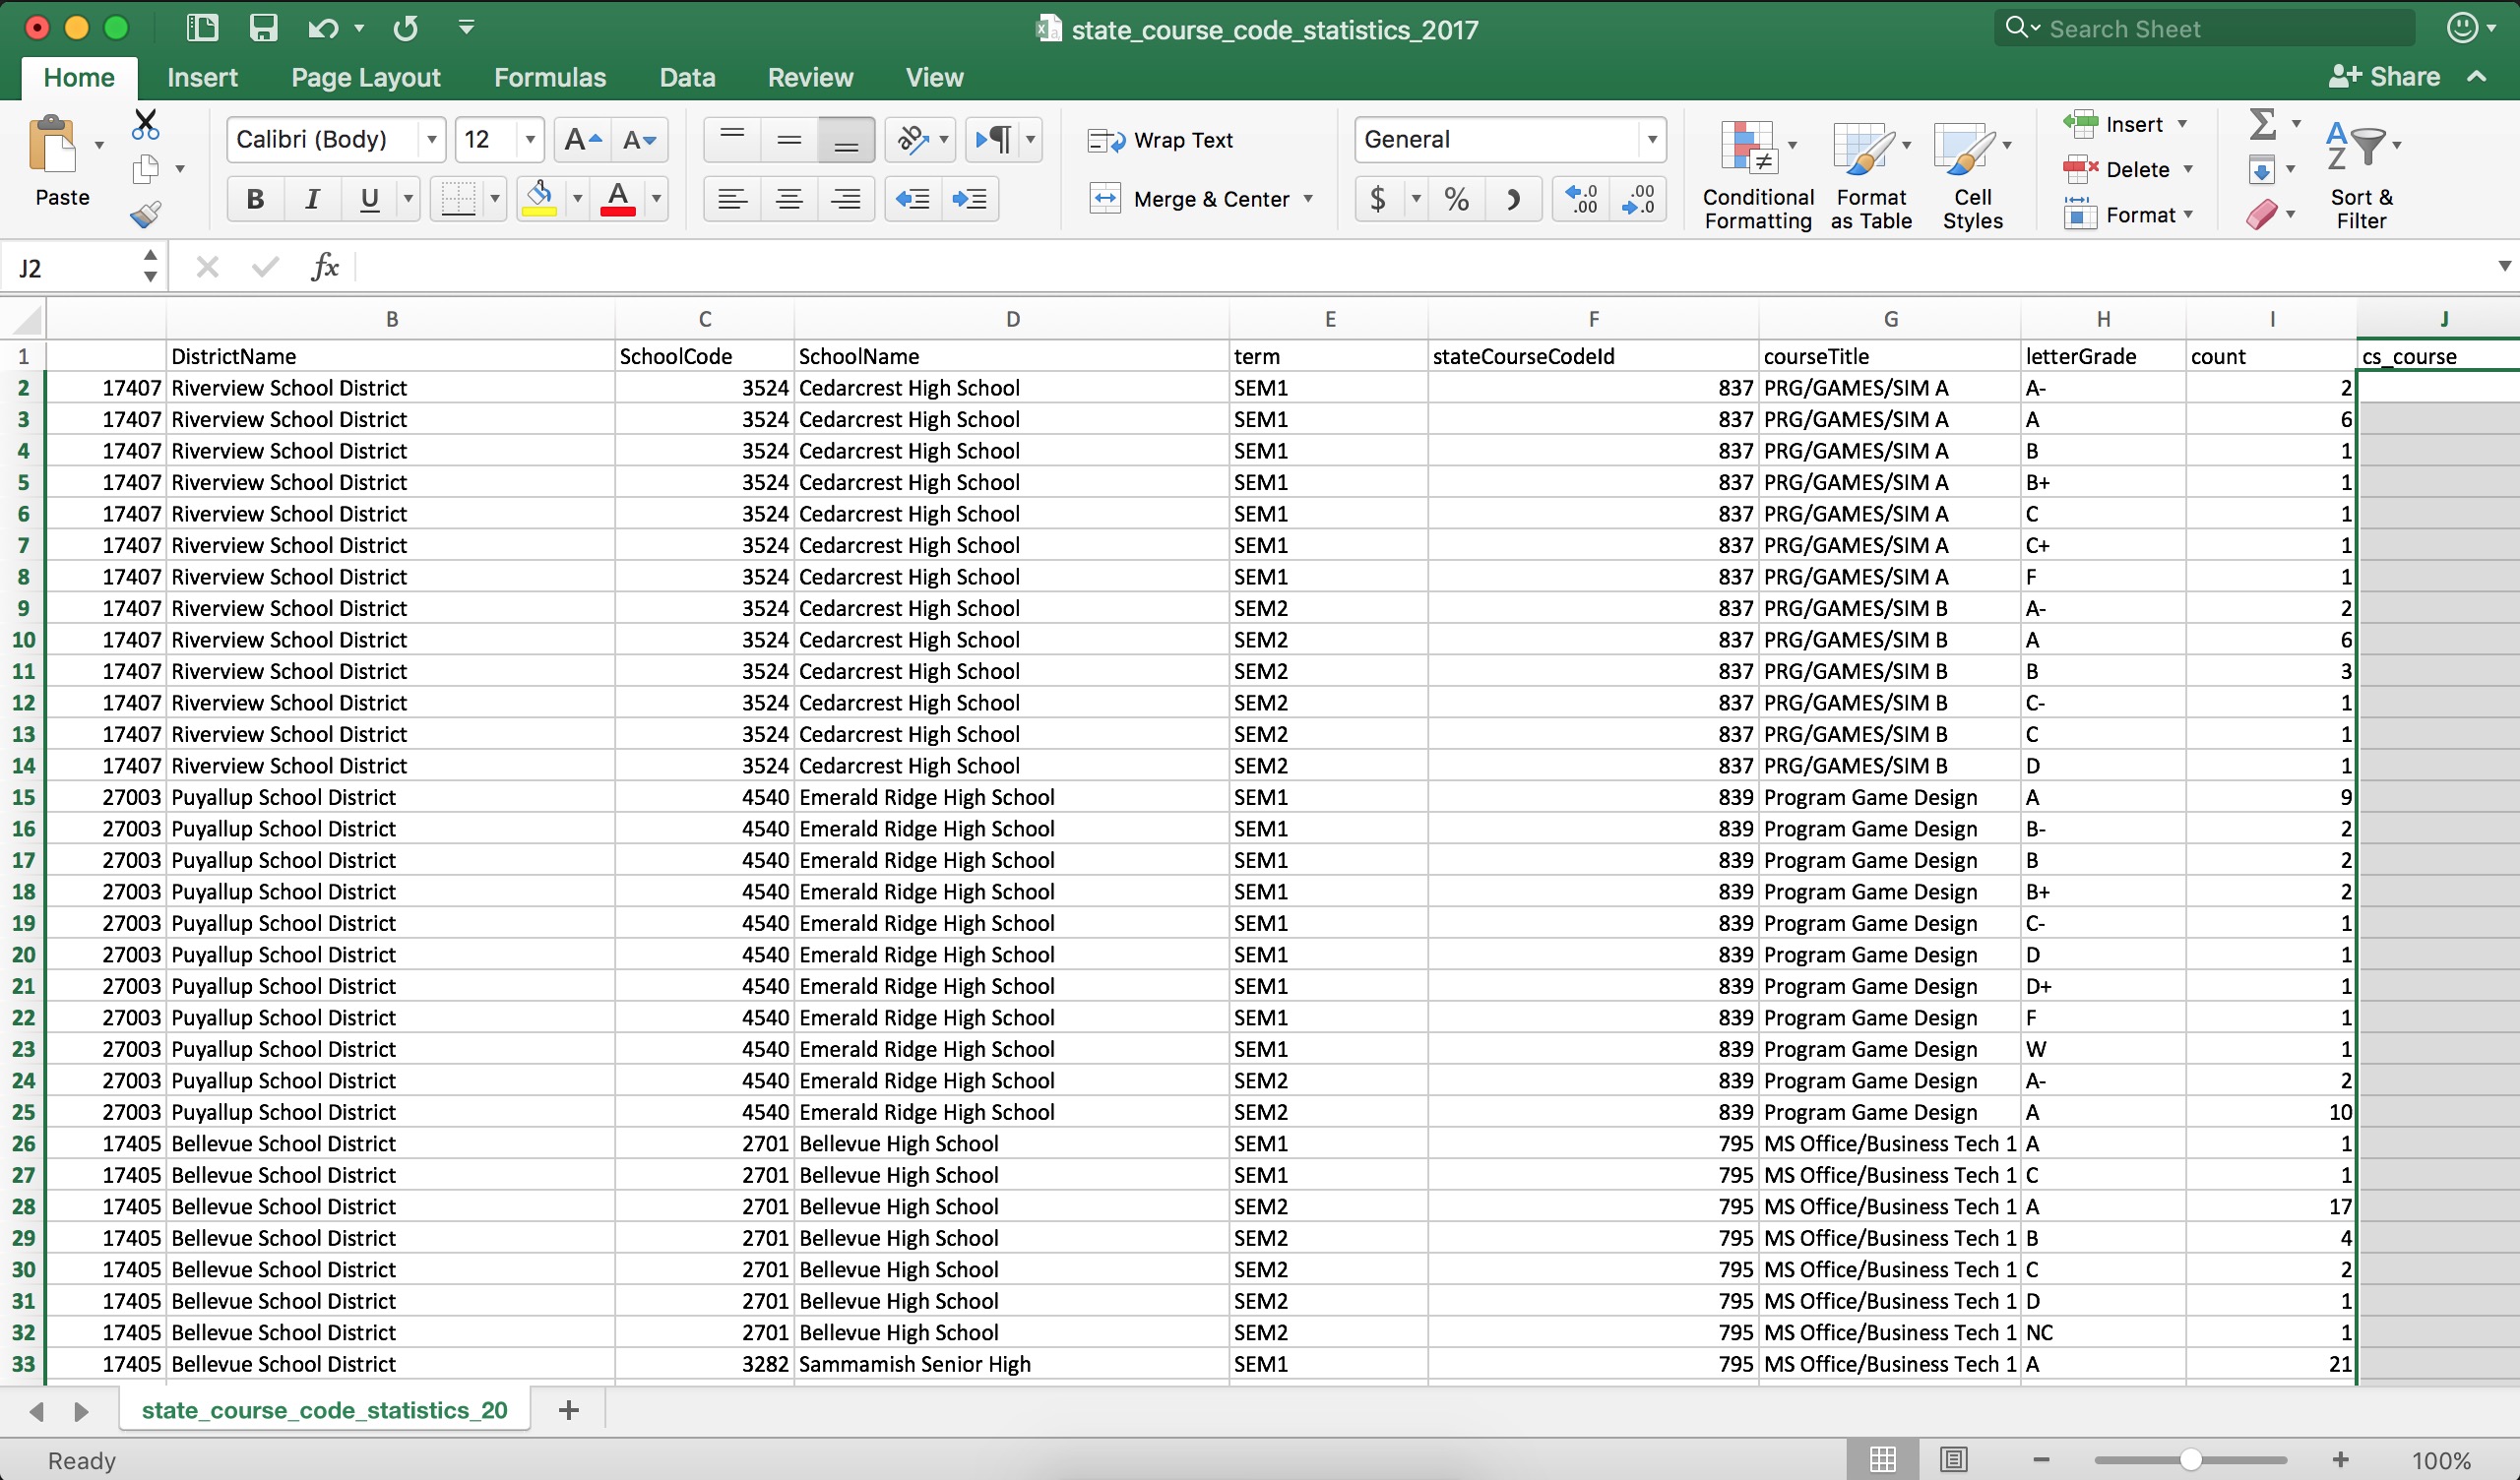 state_course_code_statistics_2017
Search Sheet
Home Insert Page Layout Formulas Data Review View
Share
Paste
Calibri (Body) 12
B I U
Wrap Text
Merge & Center
General
$ %
Conditional Formatting
Format as Table
Cell Styles
Insert
Delete
Format
Sort & Filter
J2 fx
B C D E F G H I J
1 DistrictName SchoolCode SchoolName term stateCourseCodeId courseTitle letterGrade count cs_course
2 17407 Riverview School District 3524 Cedarcrest High School SEM1 837 PRG/GAMES/SIM A A- 2
3 17407 Riverview School District 3524 Cedarcrest High School SEM1 837 PRG/GAMES/SIM A A 6
4 17407 Riverview School District 3524 Cedarcrest High School SEM1 837 PRG/GAMES/SIM A B 1
5 17407 Riverview School District 3524 Cedarcrest High School SEM1 837 PRG/GAMES/SIM A B+ 1
6 17407 Riverview School District 3524 Cedarcrest High School SEM1 837 PRG/GAMES/SIM A C 1
7 17407 Riverview School District 3524 Cedarcrest High School SEM1 837 PRG/GAMES/SIM A C+ 1
8 17407 Riverview School District 3524 Cedarcrest High School SEM1 837 PRG/GAMES/SIM A F 1
9 17407 Riverview School District 3524 Cedarcrest High School SEM2 837 PRG/GAMES/SIM B A- 2
10 17407 Riverview School District 3524 Cedarcrest High School SEM2 837 PRG/GAMES/SIM B A 6
11 17407 Riverview School District 3524 Cedarcrest High School SEM2 837 PRG/GAMES/SIM B B 3
12 17407 Riverview School District 3524 Cedarcrest High School SEM2 837 PRG/GAMES/SIM B C- 1
13 17407 Riverview School District 3524 Cedarcrest High School SEM2 837 PRG/GAMES/SIM B C 1
14 17407 Riverview School District 3524 Cedarcrest High School SEM2 837 PRG/GAMES/SIM B D 1
15 27003 Puyallup School District 4540 Emerald Ridge High School SEM1 839 Program Game Design A 9
16 27003 Puyallup School District 4540 Emerald Ridge High School SEM1 839 Program Game Design B- 2
17 27003 Puyallup School District 4540 Emerald Ridge High School SEM1 839 Program Game Design B 2
18 27003 Puyallup School District 4540 Emerald Ridge High School SEM1 839 Program Game Design B+ 2
19 27003 Puyallup School District 4540 Emerald Ridge High School SEM1 839 Program Game Design C- 1
20 27003 Puyallup School District 4540 Emerald Ridge High School SEM1 839 Program Game Design D 1
21 27003 Puyallup School District 4540 Emerald Ridge High School SEM1 839 Program Game Design D+ 1
22 27003 Puyallup School District 4540 Emerald Ridge High School SEM1 839 Program Game Design F 1
23 27003 Puyallup School District 4540 Emerald Ridge High School SEM1 839 Program Game Design W 1
24 27003 Puyallup School District 4540 Emerald Ridge High School SEM2 839 Program Game Design A- 2
25 27003 Puyallup School District 4540 Emerald Ridge High School SEM2 839 Program Game Design A 10
26 17405 Bellevue School District 2701 Bellevue High School SEM1 795 MS Office/Business Tech 1 A 1
27 17405 Bellevue School District 2701 Bellevue High School SEM1 795 MS Office/Business Tech 1 C 1
28 17405 Bellevue School District 2701 Bellevue High School SEM2 795 MS Office/Business Tech 1 A 17
29 17405 Bellevue School District 2701 Bellevue High School SEM2 795 MS Office/Business Tech 1 B 4
30 17405 Bellevue School District 2701 Bellevue High School SEM2 795 MS Office/Business Tech 1 C 2
31 17405 Bellevue School District 2701 Bellevue High School SEM2 795 MS Office/Business Tech 1 D 1
32 17405 Bellevue School District 2701 Bellevue High School SEM2 795 MS Office/Business Tech 1 NC 1
33 17405 Bellevue School District 3282 Sammamish Senior High SEM1 795 MS Office/Business Tech 1 A 21
state_course_code_statistics_20 +
Ready 100%